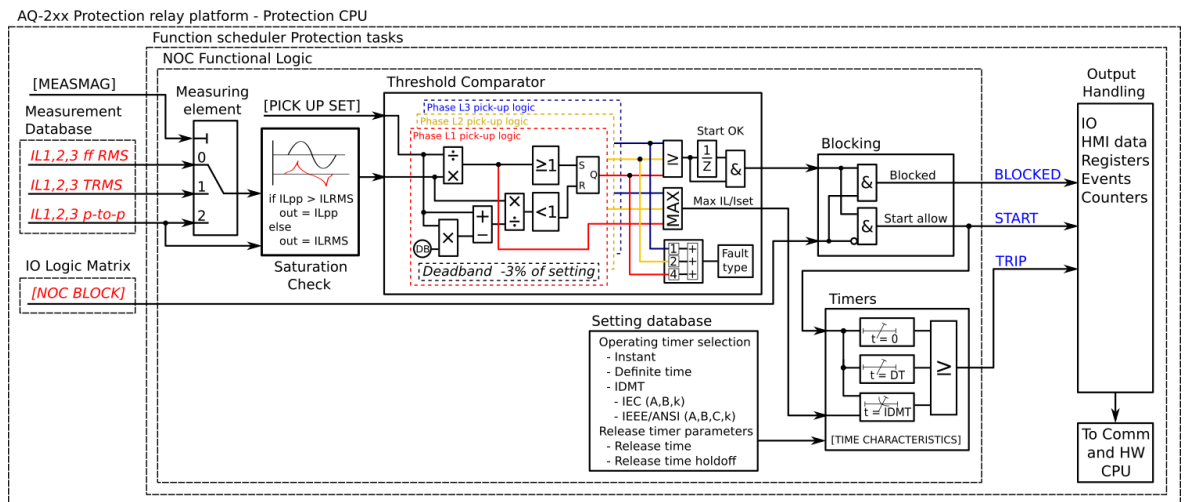 AQ-2xx Protection relay platform - Protection CPU
Function scheduler Protection tasks
NOC Functional Logic
[MEASMAG]
Measurement
Database
IL1,2,3 ff RMS
IL1,2,3 TRMS
IL1,2,3 p-to-p
IO Logic Matrix
[NOC BLOCK]
Measuring
element
0
1
2
[PICK UP SET]
if ILpp > ILRMS
out = ILpp
else
out = ILRMS
Saturation
Check
Threshold Comparator
Phase L3 pick-up logic
Phase L2 pick-up logic
Phase L1 pick-up logic
÷
×
≥1
S
Q
R
×
÷
<1
+
−
×
DB
Deadband -3% of setting
≥
Start OK
1
Z
&
MAX
Max IL/Iset
1 +
2 +
4 +
Fault
type
Blocking
&
Blocked
&
Start allow
BLOCKED
START
TRIP
Output
Handling
IO
HMI data
Registers
Events
Counters
To Comm
and HW
CPU
Setting database
Operating timer selection
- Instant
- Definite time
- IDMT
- IEC (A,B,k)
- IEEE/ANSI (A,B,C,k)
Release timer parameters
- Release time
- Release time holdoff
Timers
t = 0
t = DT
t = IDMT
≥
[TIME CHARACTERISTICS]